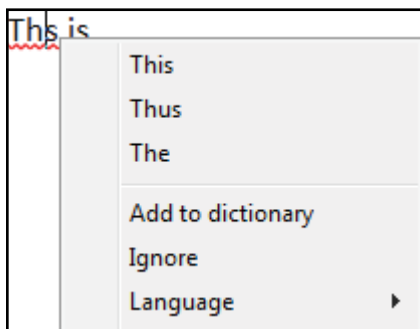 Ths is
This
Thus
The
Add to dictionary
Ignore
Language